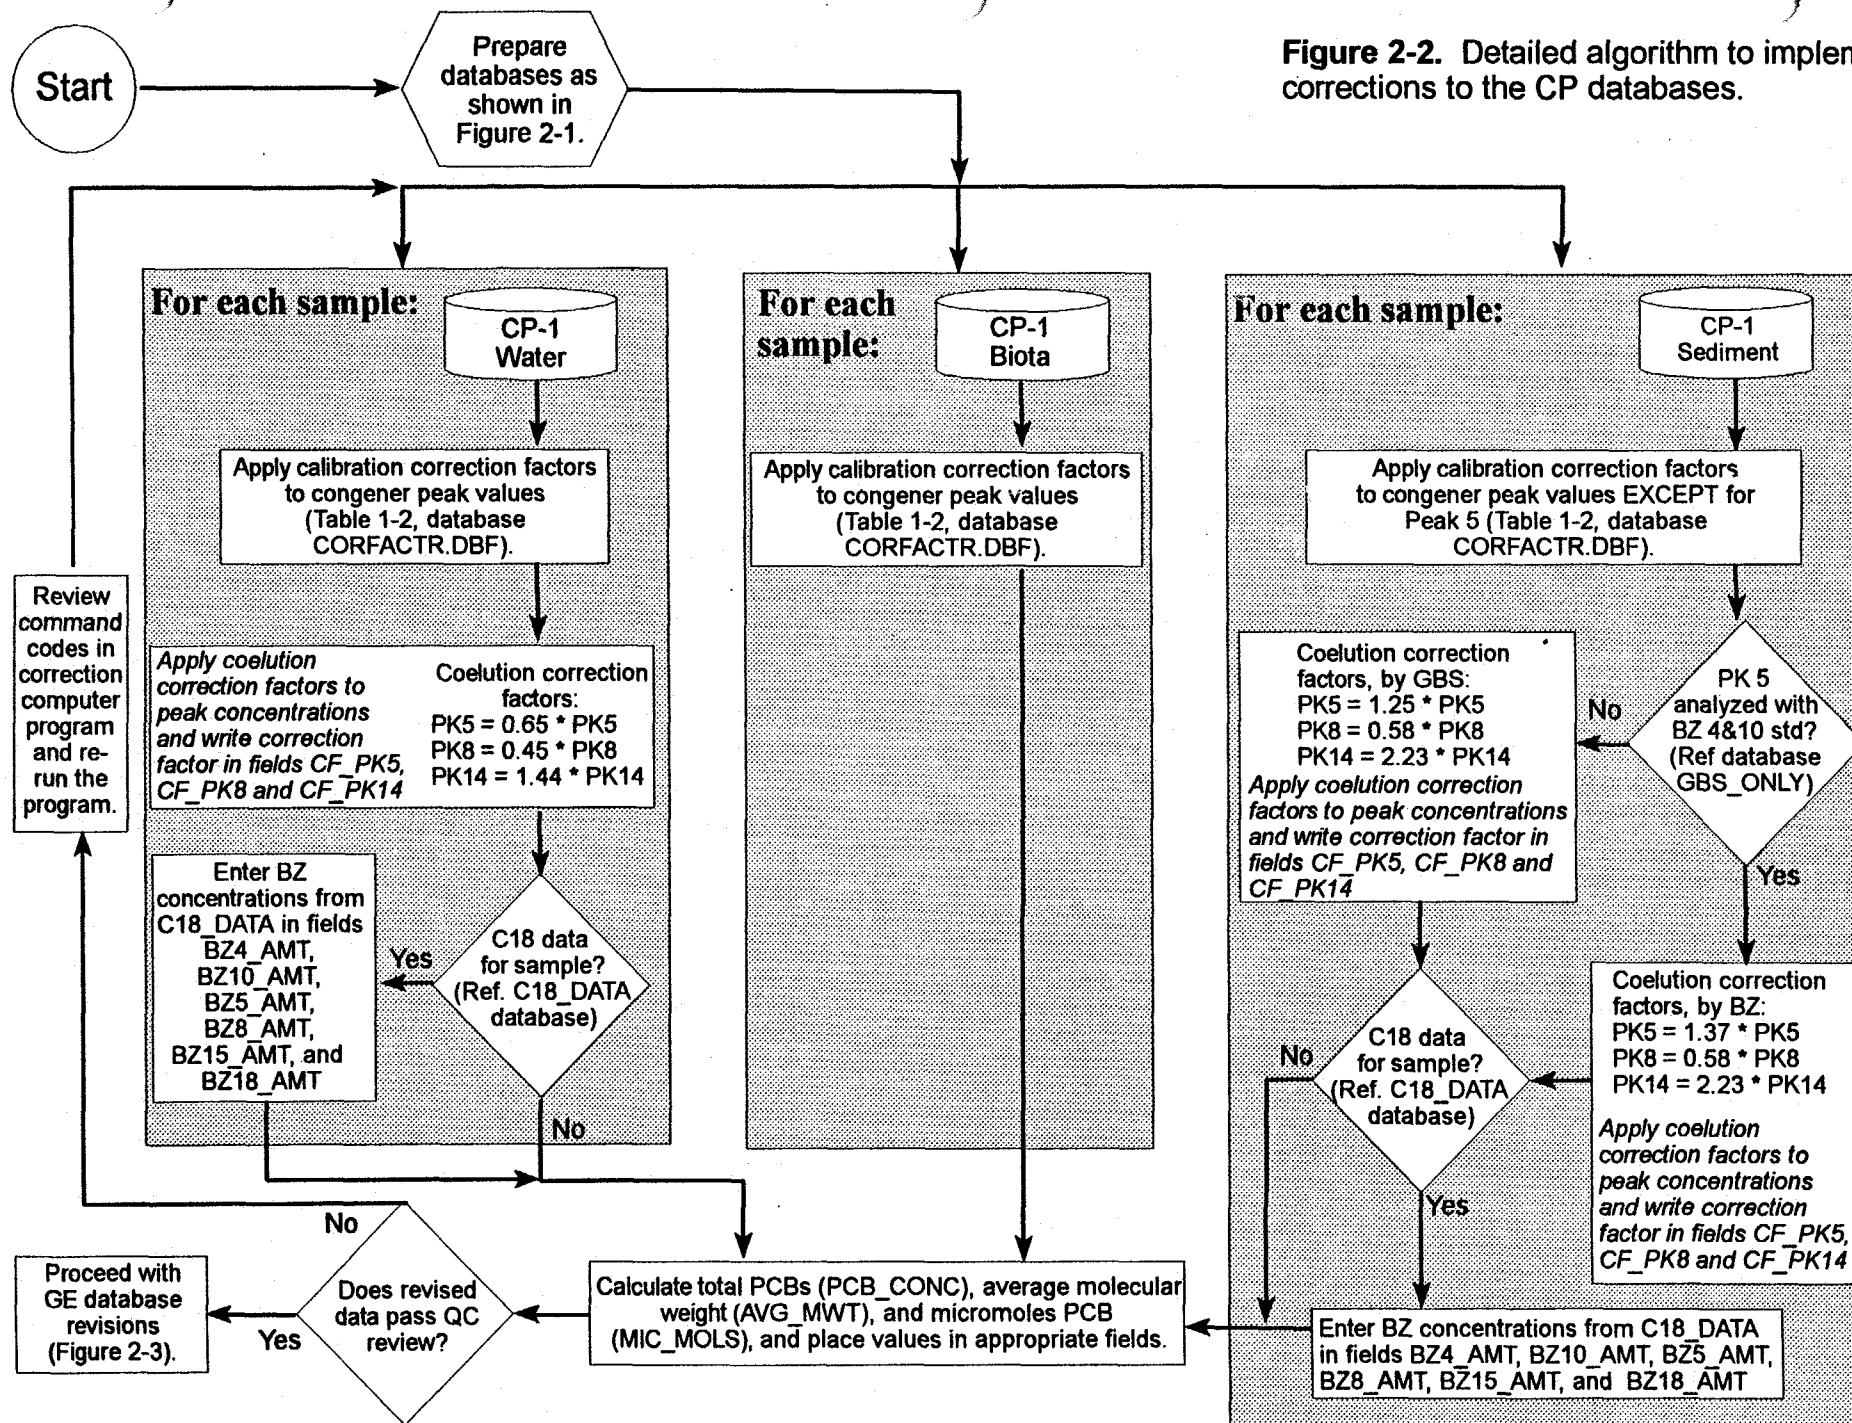 Start
Prepare
databases as
shown in
Figure 2-1.
Figure 2-2. Detailed algorithm to implem
corrections to the CP databases.
For each sample:
CP-1
Water
Apply calibration correction factors
to congener peak values
(Table 1-2, database
CORFACTR.DBF).
Apply coelution
correction factors to
peak concentrations
and write correction
factor in fields CF_PK5,
CF_PK8 and CF_PK14
Coelution correction
factors:
PK5 = 0.65 * PK5
PK8 = 0.45 * PK8
PK14 = 1.44 * PK14
C18 data
for sample?
(Ref. C18_DATA
database)
Yes
No
Enter BZ
concentrations from
C18_DATA in fields
BZ4_AMT,
BZ10_AMT,
BZ5_AMT,
BZ8_AMT,
BZ15_AMT, and
BZ18_AMT
For each
sample:
CP-1
Biota
Apply calibration correction factors
to congener peak values
(Table 1-2, database
CORFACTR.DBF).
For each sample:
CP-1
Sediment
Apply calibration correction factors
to congener peak values EXCEPT for
Peak 5 (Table 1-2, database
CORFACTR.DBF).
PK 5
analyzed with
BZ 4&10 std?
(Ref database
GBS_ONLY)
No
Yes
Coelution correction
factors, by GBS:
PK5 = 1.25 * PK5
PK8 = 0.58 * PK8
PK14 = 2.23 * PK14
Apply coelution correction
factors to peak concentrations
and write correction factor in
fields CF_PK5, CF_PK8 and
CF_PK14
Coelution correction
factors, by BZ:
PK5 = 1.37 * PK5
PK8 = 0.58 * PK8
PK14 = 2.23 * PK14
Apply coelution
correction factors to
peak concentrations
and write correction
factor in fields CF_PK5,
CF_PK8 and CF_PK14
C18 data
for sample?
(Ref. C18_DATA
database)
No
Yes
Enter BZ concentrations from C18_DATA
in fields BZ4_AMT, BZ10_AMT, BZ5_AMT,
BZ8_AMT, BZ15_AMT, and BZ18_AMT
Calculate total PCBs (PCB_CONC), average molecular
weight (AVG_MWT), and micromoles PCB
(MIC_MOLS), and place values in appropriate fields.
Does revised
data pass QC
review?
No
Yes
Proceed with
GE database
revisions
(Figure 2-3).
Review
command
codes in
correction
computer
program
and re-
run the
program.